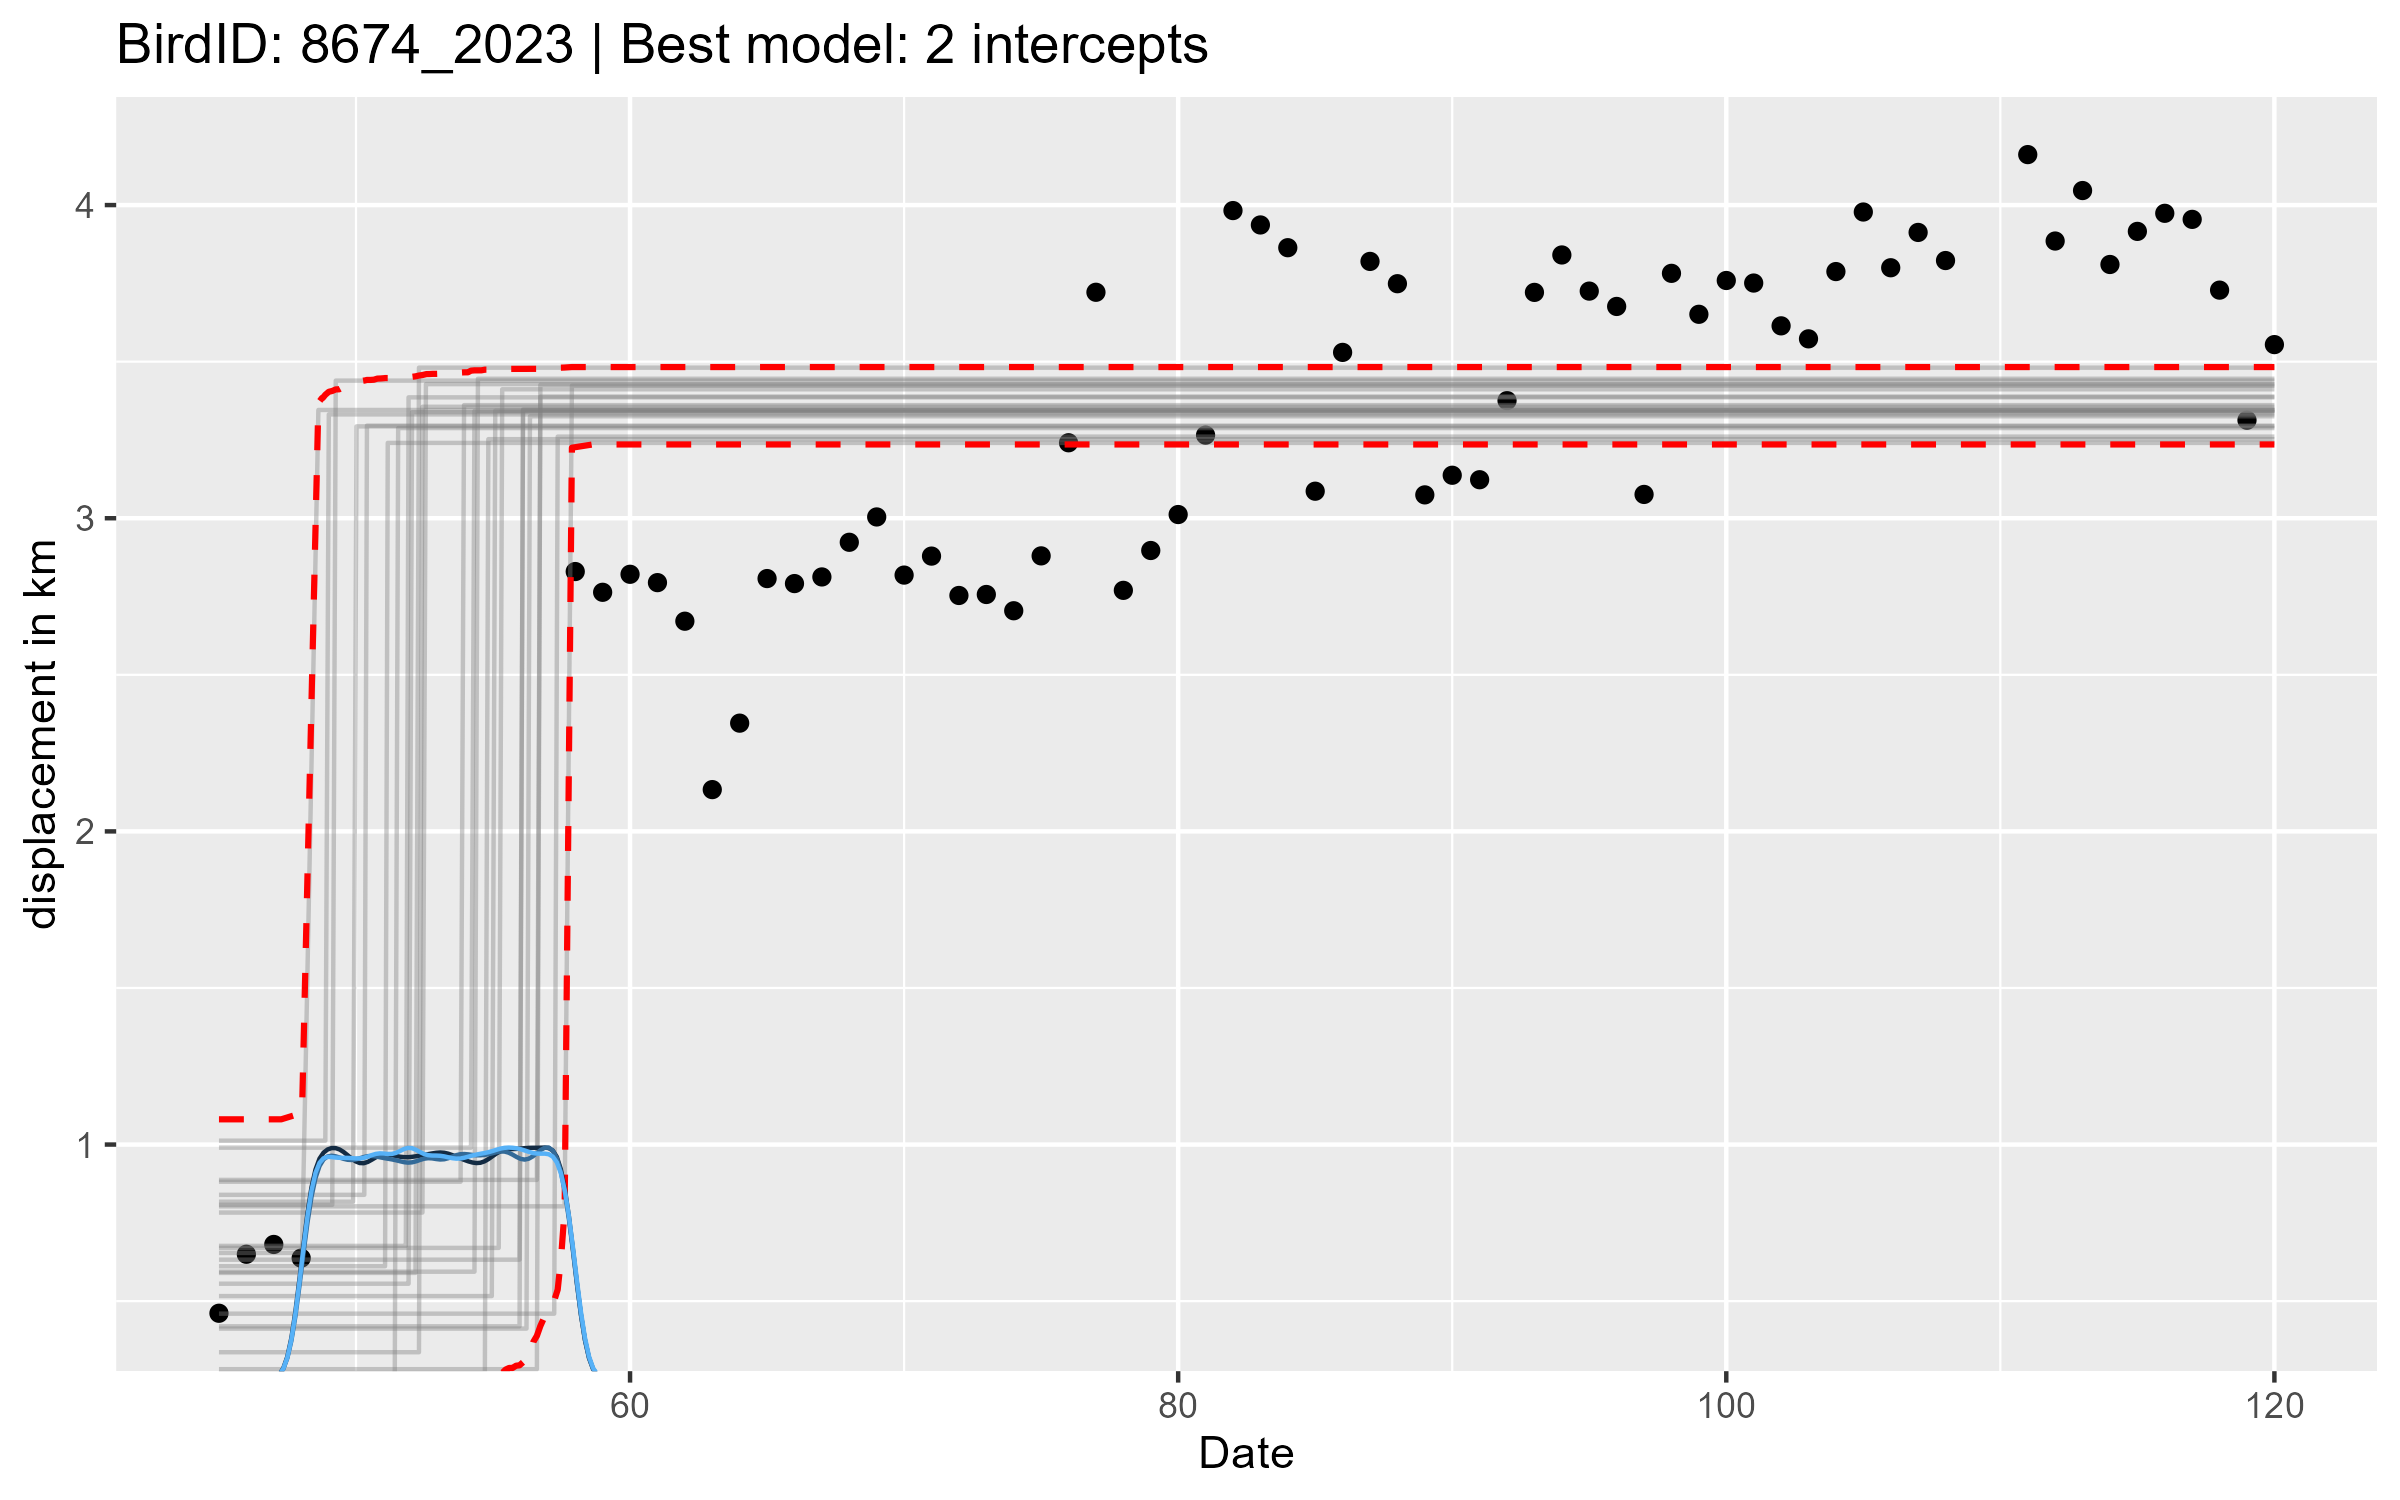 BirdID: 8674_2023 | Best model: 2 intercepts
4
3
2
1
displacement in km
60 80 100 120
Date